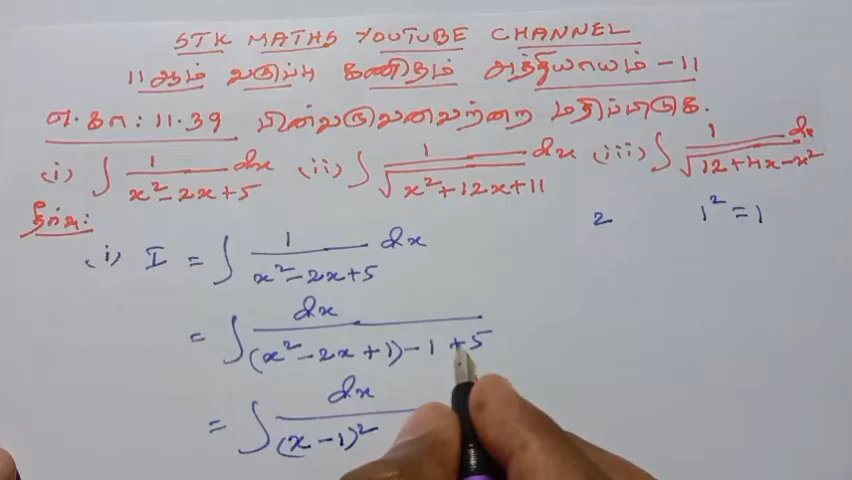 STK MATHS YOUTUBE CHANNEL
11 ஆம் வகுப்பு கணிதம் அத்தியாயம் - 11
எ.கா : 11.39 பின்வருவனவற்றை மதிப்பிடுக.
(i) ∫ 1/(x² - 2x + 5) dx (ii) ∫ 1/√(x² + 12x + 11) dx (iii) ∫ 1/√(12 + 4x - x²) dx
தீர்வு:
2 1² = 1
(i) I = ∫ 1/(x² - 2x + 5) dx
= ∫ dx/((x² - 2x + 1) - 1 + 5)
= ∫ dx/(x - 1)²